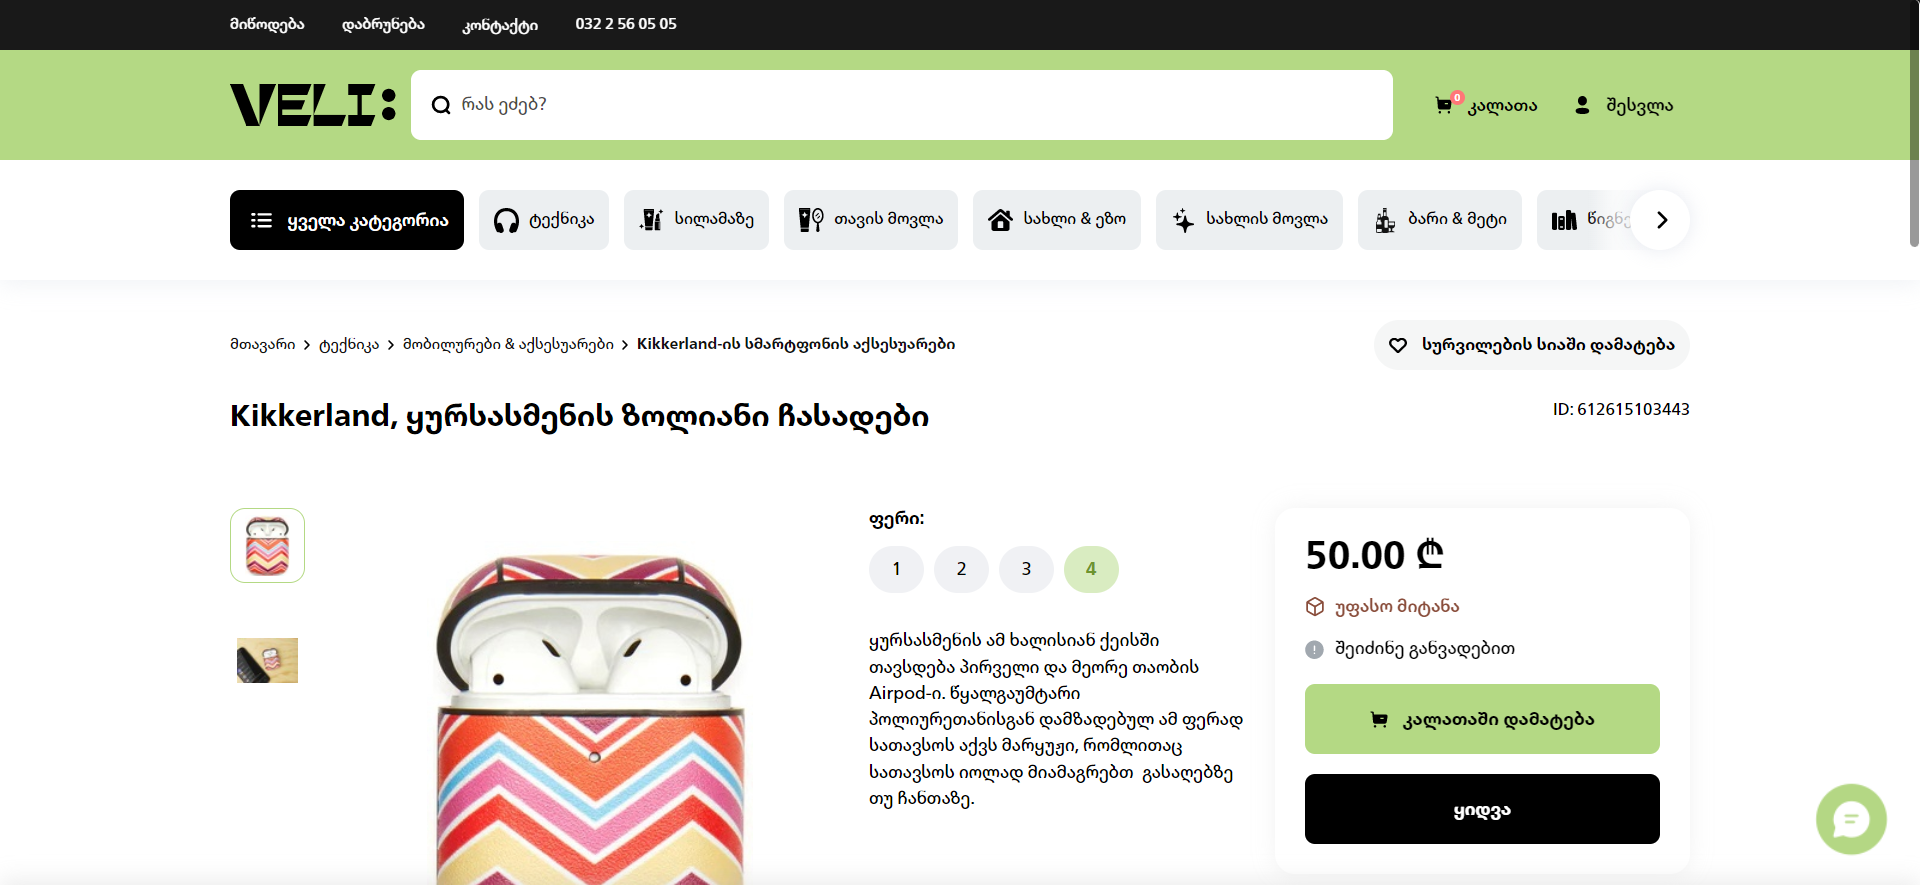 მიწოდება დაბრუნება კონტაქტი 032 2 56 05 05
VELI: რას ეძებ? 0 კალათა შესვლა
ყველა კატეგორია ტექნიკა სილამაზე თავის მოვლა სახლი & ეზო სახლის მოვლა ბარი & მეტი
მთავარი ტექნიკა მობილურები & აქსესუარები Kikkerland-ის სმარტფონის აქსესუარები
სურვილების სიაში დამატება
Kikkerland, ყურსასმენის ზოლიანი ჩასადები
ID: 612615103443
ფერი:
1 2 3 4
ყურსასმენის ამ ხალისიან ქეისში
თავსდება პირველი და მეორე თაობის
Airpod-ი. წყალგაუმტარი
პოლიურეთანისგან დამზადებულ ამ ფერად
სათავსოს აქვს მარყუჟი, რომლითაც
სათავსოს იოლად მიამაგრებთ გასაღებზე
თუ ჩანთაზე.
50.00 ₾
უფასო მიტანა
შეიძინე განვადებით
კალათაში დამატება
ყიდვა